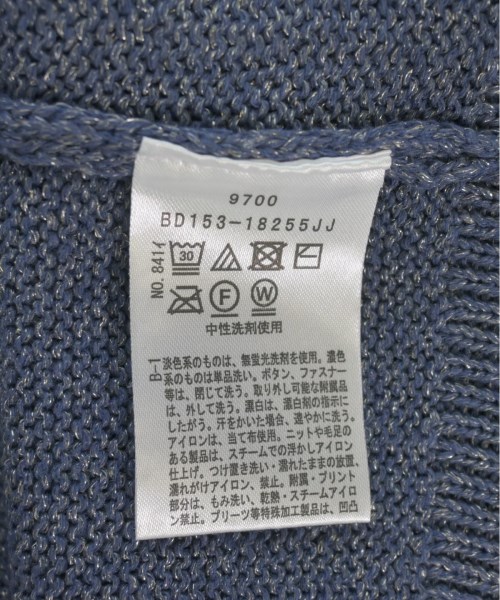 9700
BD153-18255JJ
NO. 841イ
30
F
W
中性洗剤使用
B-1
淡色系のものは、無蛍光洗剤を使用。濃色
系のものは単品洗い。ボタン、ファスナー
等は、閉じて洗う。取り外し可能な附属品
は、外して洗う。漂白は、漂白剤の指示に
したがう。汗をかいた場合、速やかに洗う。
アイロンは、当て布使用。ニットや毛足の
ある製品は、スチームでの浮かしアイロン
仕上げ。つけ置き洗い・濡れたままの放置、
濡れがけアイロン、禁止。附属・プリント
部分は、もみ洗い、乾熱・スチームアイロ
ン禁止。プリーツ等特殊加工製品は、凹凸